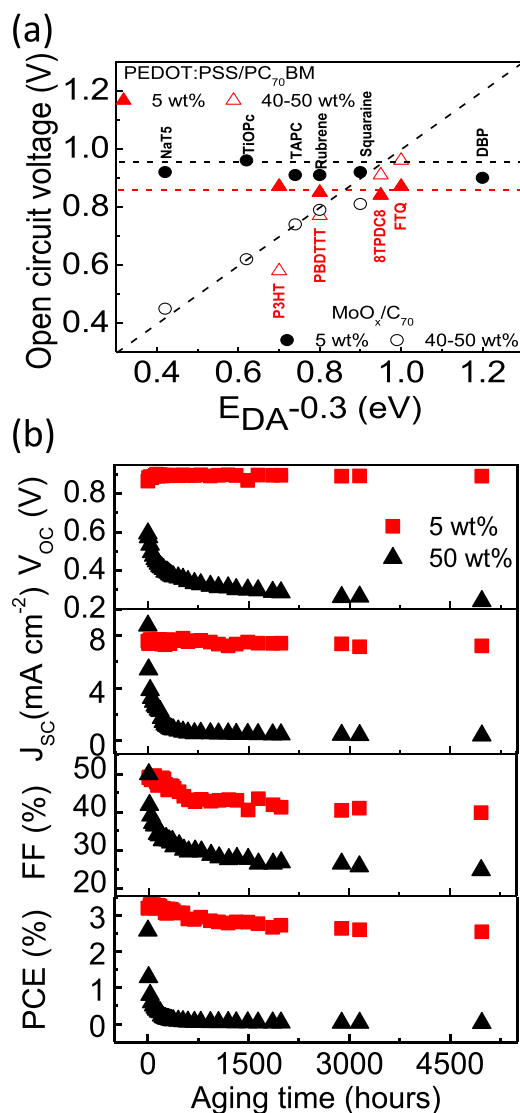 (a)
PEDOT:PSS/PC70BM
5 wt% 40-50 wt%
NaT5
TiOPc
TAPC
Rubrene
Squaraine
DBP
P3HT
PBDTTT
8TPDC8
FTQ
MoOx/C70
5 wt% 40-50 wt%
Open circuit voltage (V)
1.2
1.0
0.8
0.6
0.4
0.4 0.6 0.8 1.0 1.2
EDA-0.3 (eV)
(b)
VOC (V)
0.8
0.6
0.4
0.2
5 wt%
50 wt%
JSC(mA cm-2)
8
4
0
FF (%)
50
40
30
20
PCE (%)
3
2
1
0
0 1500 3000 4500
Aging time (hours)